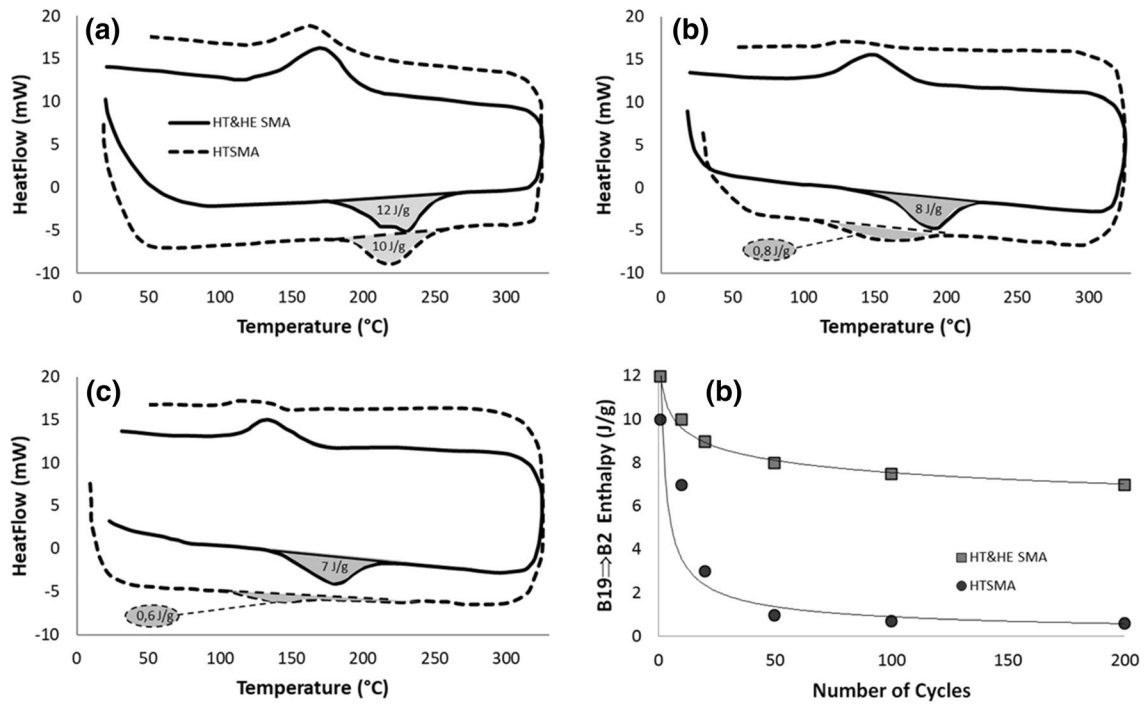 (a)
20
15
10
5
0
-5
-10
HeatFlow (mW)
HT&HE SMA
HTSMA
12 J/g
10 J/g
0 50 100 150 200 250 300
Temperature (°C)
(b)
20
15
10
5
0
-5
-10
HeatFlow (mW)
8 J/g
0,8 J/g
0 50 100 150 200 250 300
Temperature (°C)
(c)
20
15
10
5
0
-5
-10
HeatFlow (mW)
7 J/g
0,6 J/g
0 50 100 150 200 250 300
Temperature (°C)
(b)
12
10
8
6
4
2
0
B19⇒B2 Enthalpy (J/g)
HT&HE SMA
HTSMA
0 50 100 150 200
Number of Cycles